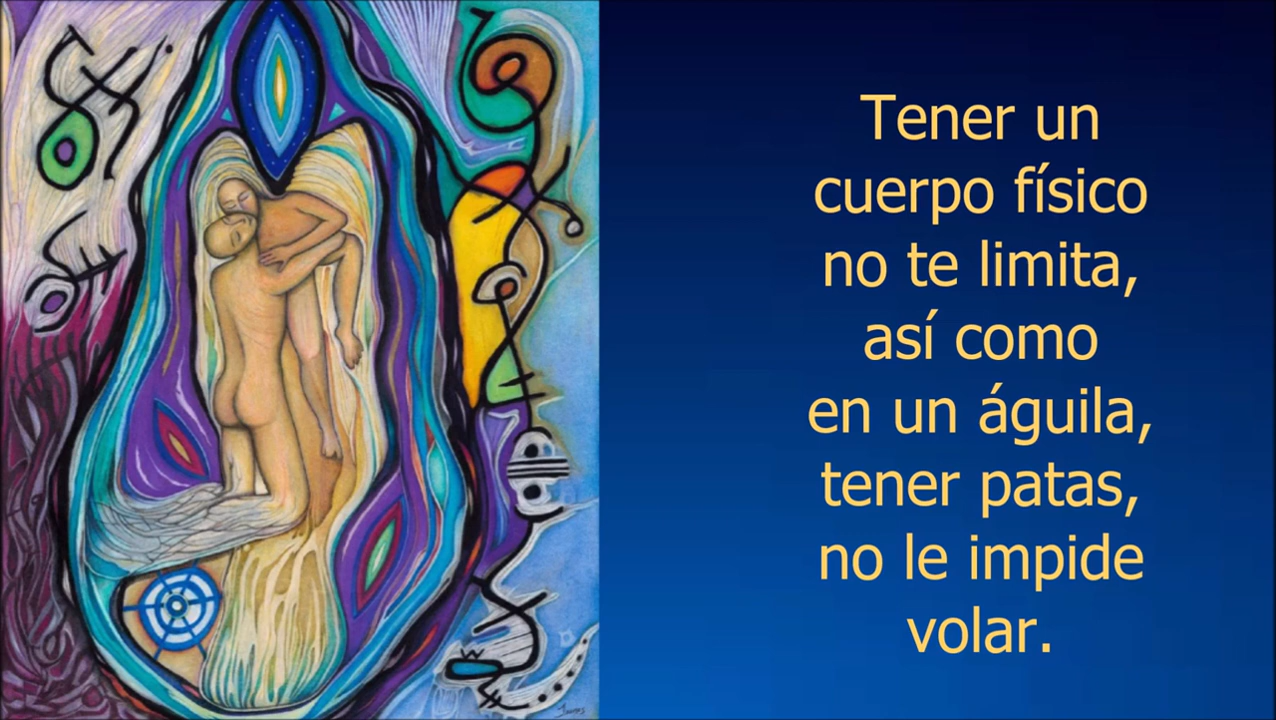 Tener un
cuerpo físico
no te limita,
así como
en un águila,
tener patas,
no le impide
volar.